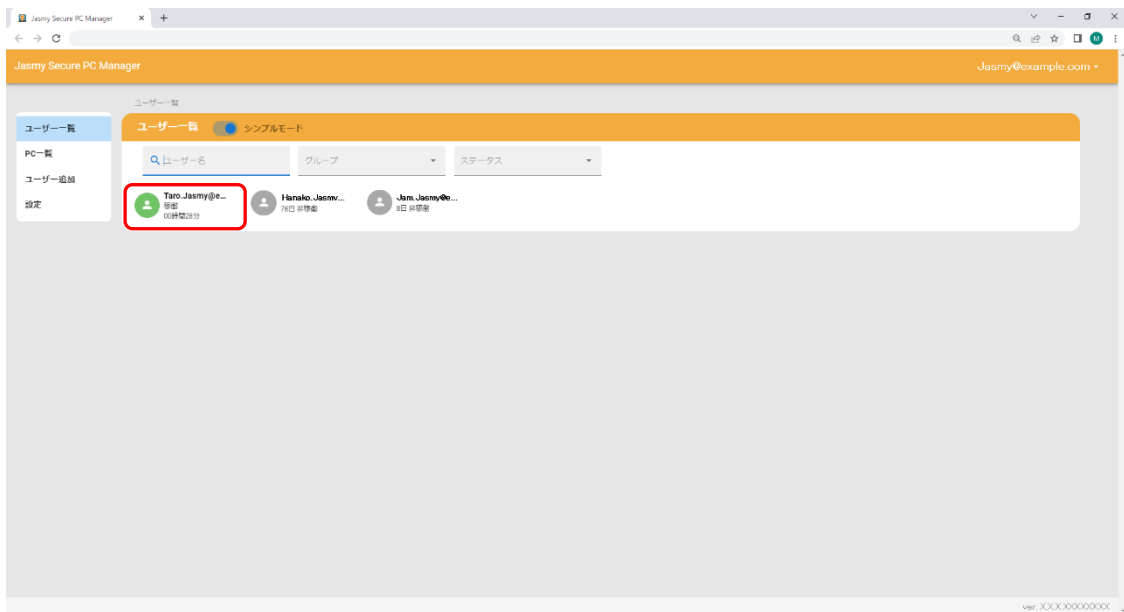 Jasmy Secure PC Manager
Jasmy Secure PC Manager
Jasmy@example.com
ユーザー一覧
ユーザー一覧
PC一覧
ユーザー追加
設定
ユーザー一覧 シンプルモード
ユーザー名 グループ ステータス
Taro.Jasmy@e...
稼働
00時間28分
Hanako.Jasmy...
78日 非稼働
Jam.Jasmy@e...
8日 非稼働
ver. XXXXXXXXXXX